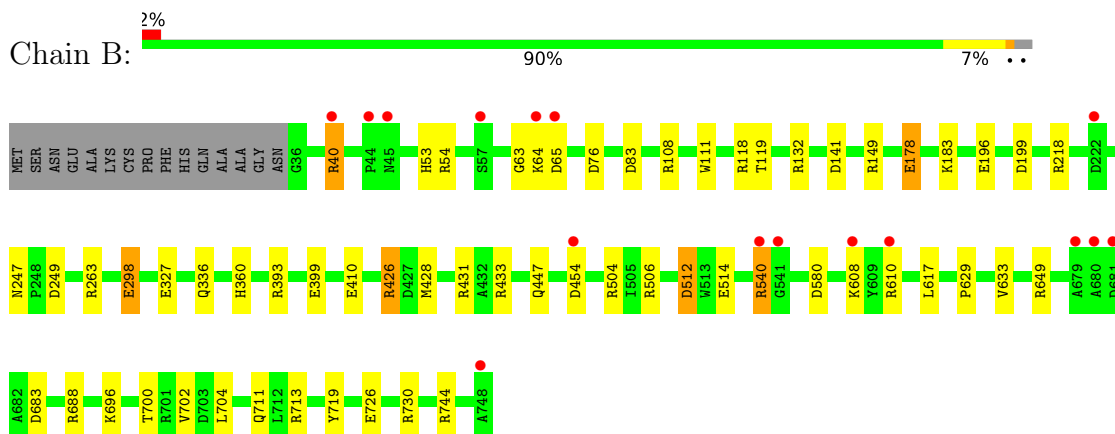 2%
Chain B:
90% 7% • •
MET SER ASN GLU ALA LYS CYS PRO PHE HIS GLN ALA ALA GLY ASN G36 R40 P44 N45 H53 R54 S57 G63 K64 D65 D76 D83 R108 W111 R118 T119 R132 D141 R149 E178 K183 E196 D199 R218 D222
N247 P248 D249 R263 E298 E327 Q336 H360 R393 E399 E410 R426 D427 M428 R431 A432 R433 Q447 D454 R504 I505 R506 D512 W513 E514 R540 G541 D580 K608 Y609 R610 L617 P629 V633 R649 A679 A680 D681
A682 D683 R688 K696 T700 R701 V702 D703 L704 Q711 L712 R713 Y719 E726 R730 R744 A748